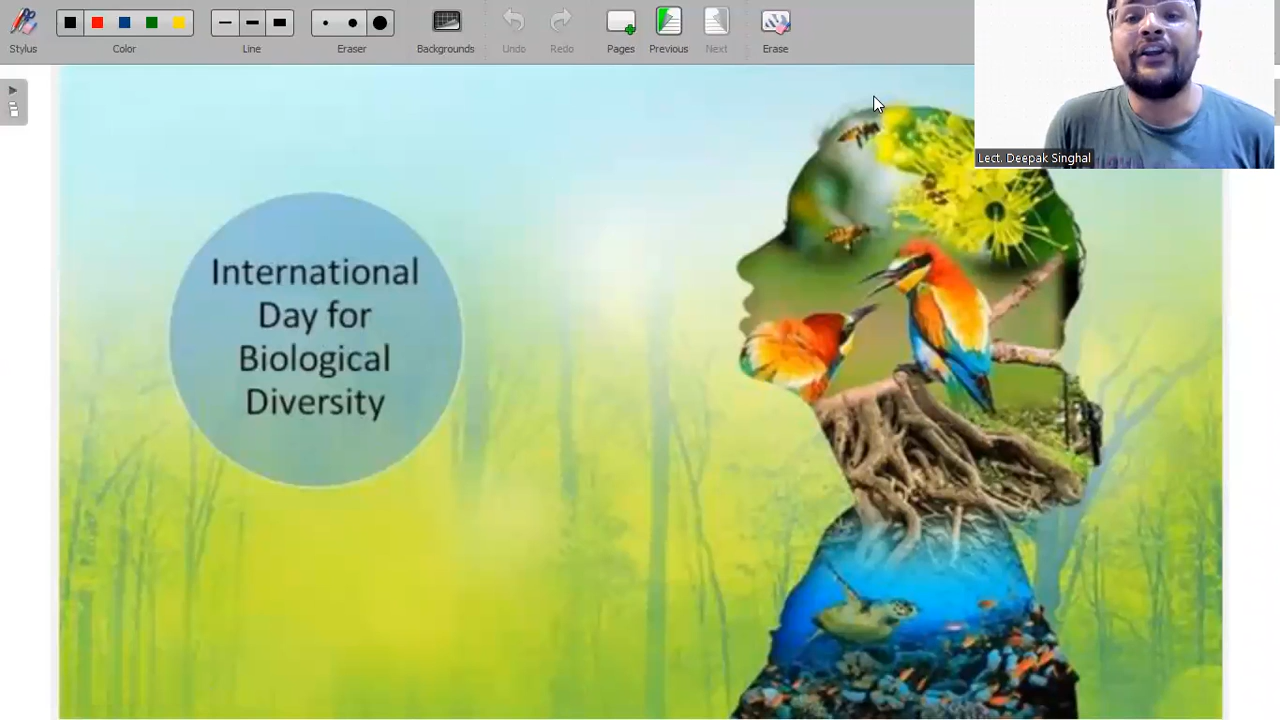 Stylus
Color
Line
Eraser
Backgrounds
Undo
Redo
Pages
Previous
Next
Erase
Lect. Deepak Singhal
International
Day for
Biological
Diversity